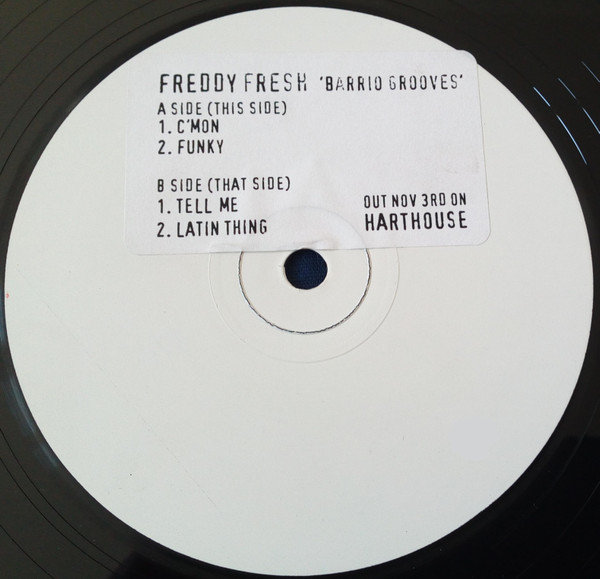 FREDDY FRESH 'BARRIO GROOVES'
A SIDE (THIS SIDE)
1. C'MON
2. FUNKY
B SIDE (THAT SIDE)
1. TELL ME
2. LATIN THING
OUT NOV 3RD ON
HARTHOUSE